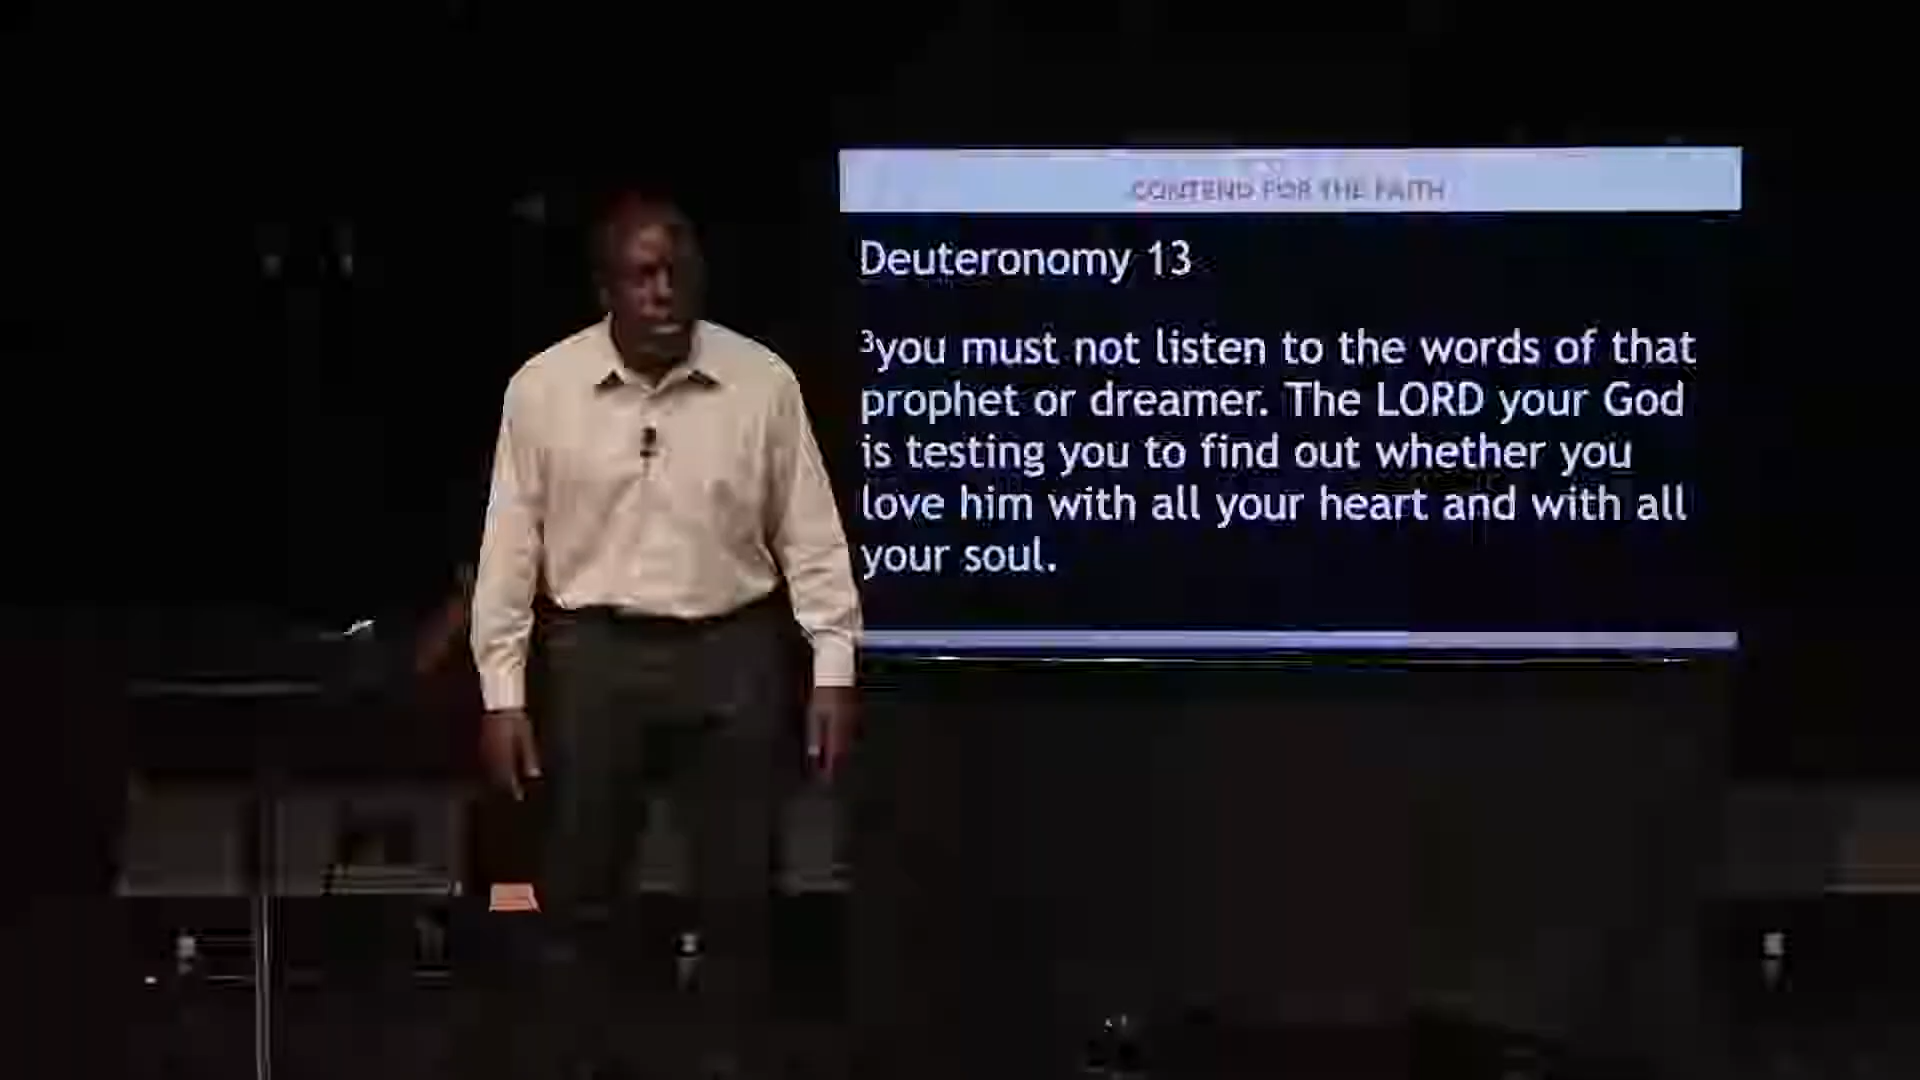 CONTEND FOR THE FAITH
Deuteronomy 13
³you must not listen to the words of that
prophet or dreamer. The LORD your God
is testing you to find out whether you
love him with all your heart and with all
your soul.